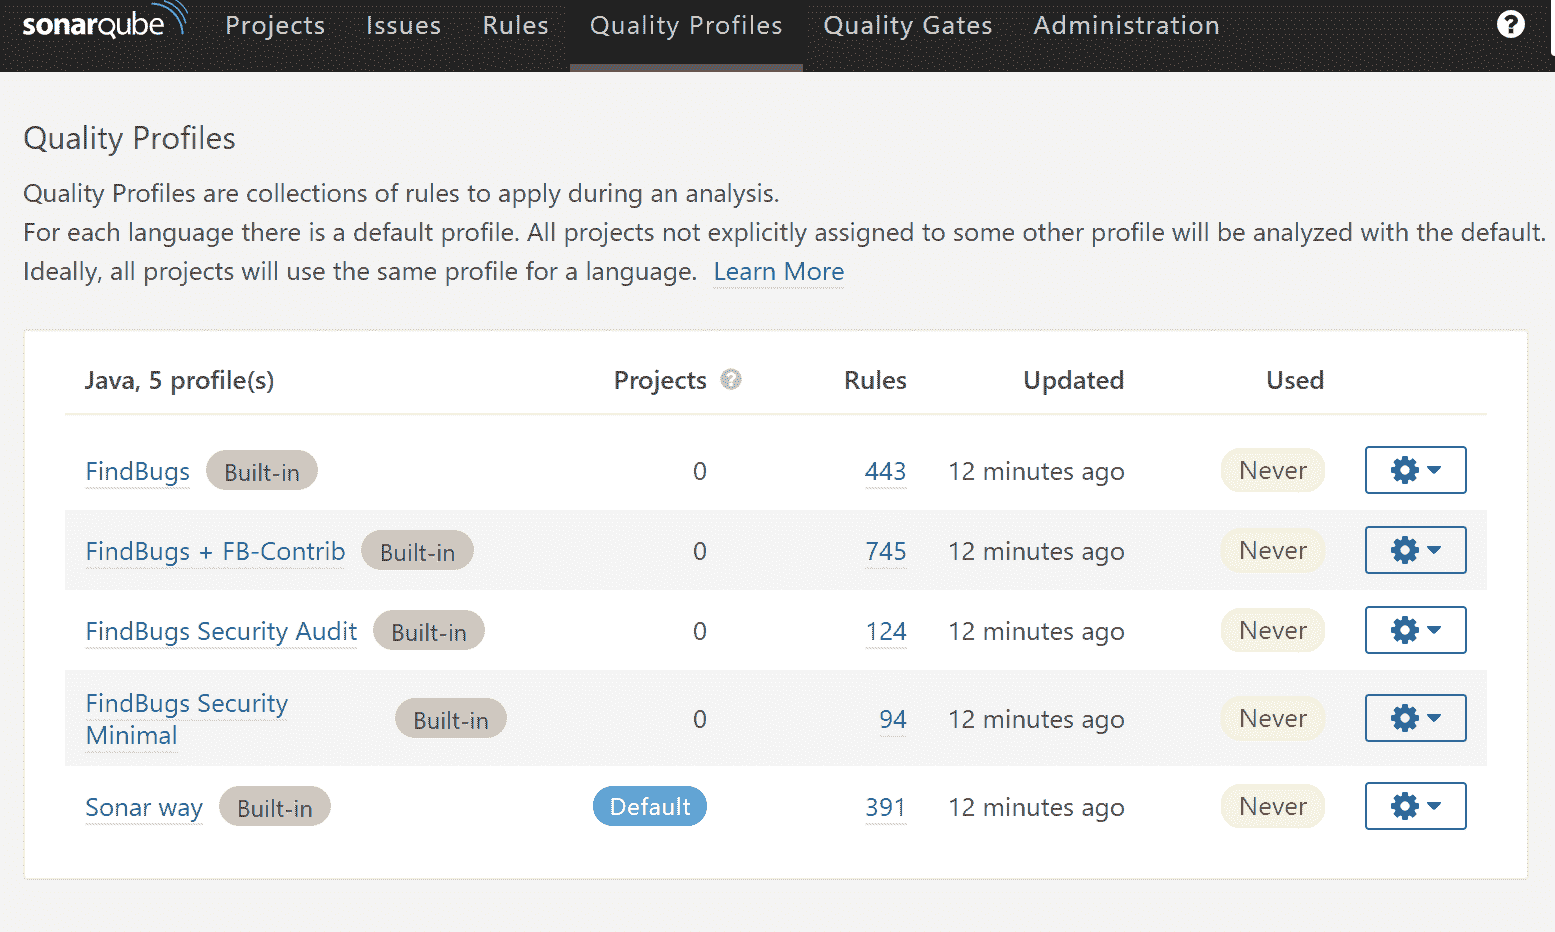 sonarqube Projects Issues Rules Quality Profiles Quality Gates Administration ?
Quality Profiles
Quality Profiles are collections of rules to apply during an analysis.
For each language there is a default profile. All projects not explicitly assigned to some other profile will be analyzed with the default.
Ideally, all projects will use the same profile for a language. Learn More
Java, 5 profile(s) Projects ? Rules Updated Used
FindBugs Built-in 0 443 12 minutes ago Never
FindBugs + FB-Contrib Built-in 0 745 12 minutes ago Never
FindBugs Security Audit Built-in 0 124 12 minutes ago Never
FindBugs Security
Minimal Built-in 0 94 12 minutes ago Never
Sonar way Built-in Default 391 12 minutes ago Never